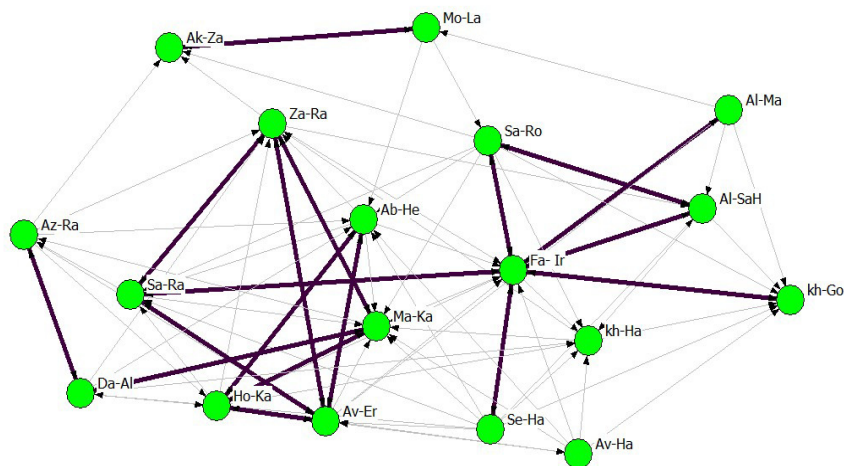 Mo-La
Ak-Za
Al-Ma
Za-Ra
Sa-Ro
Al-SaH
Ab-He
Az-Ra
Fa- Ir
Sa-Ra
kh-Go
Ma-Ka
kh-Ha
Da-Al
Ho-Ka
Av-Er
Se-Ha
Av-Ha